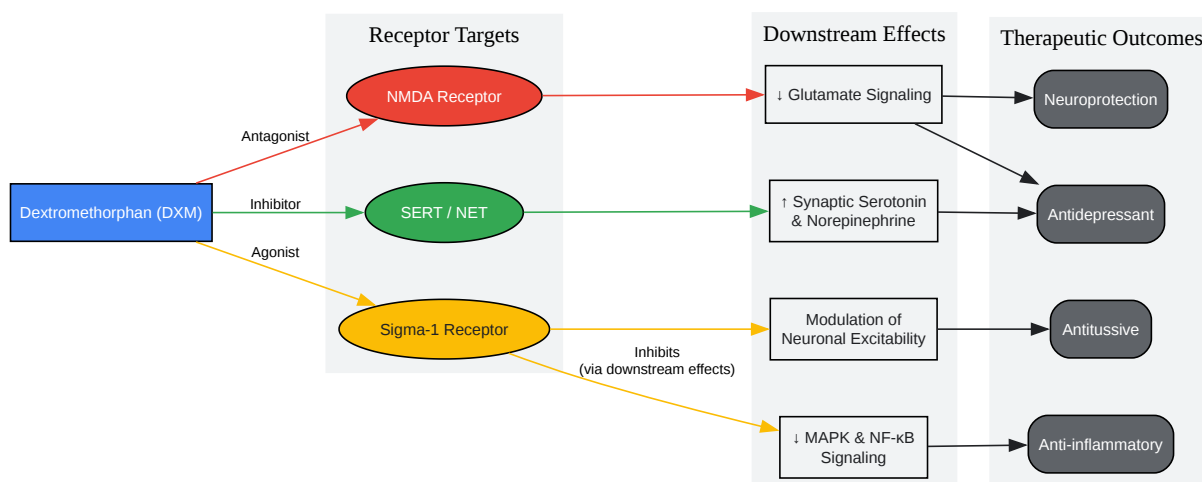 Receptor Targets
Downstream Effects
Therapeutic Outcomes
NMDA Receptor
↓ Glutamate Signaling
Neuroprotection
Antagonist
Dextromethorphan (DXM)
Inhibitor
SERT / NET
↑ Synaptic Serotonin
& Norepinephrine
Antidepressant
Agonist
Sigma-1 Receptor
Modulation of
Neuronal Excitability
Antitussive
Inhibits
(via downstream effects)
↓ MAPK & NF-κB
Signaling
Anti-inflammatory